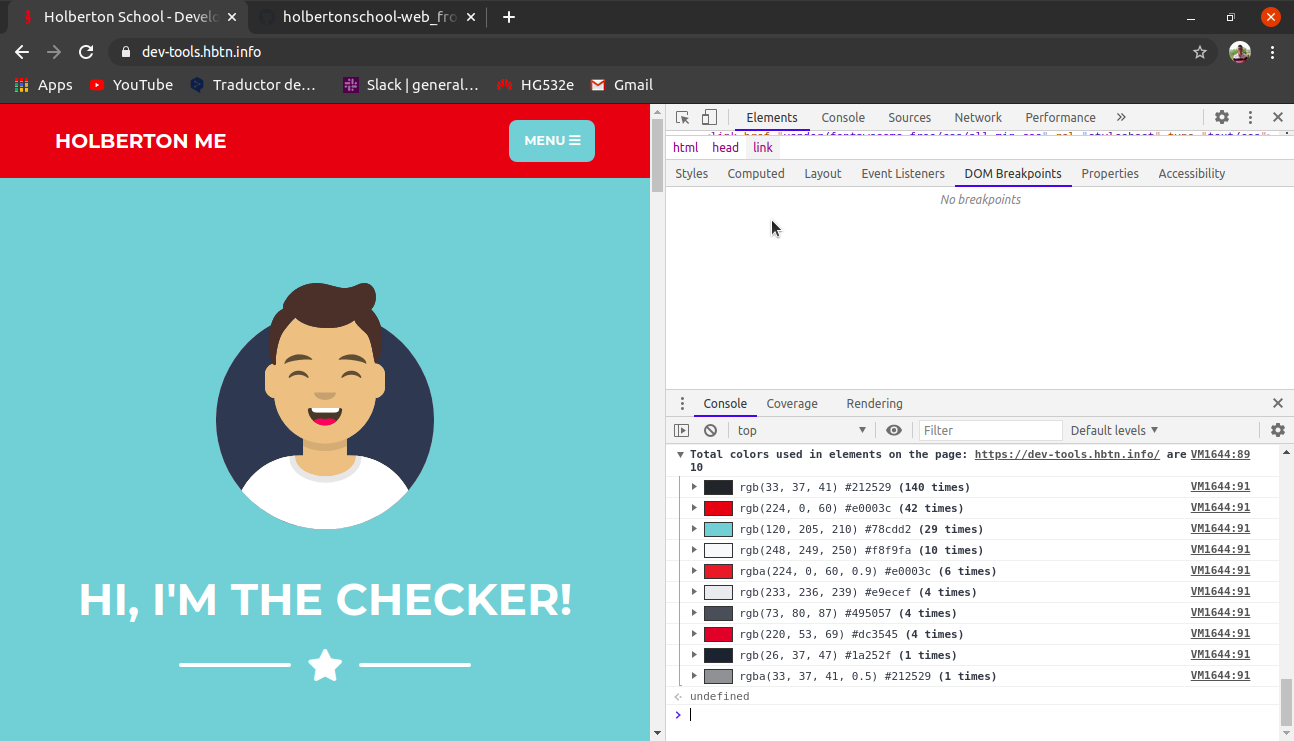 Holberton School - Develo
holbertonschool-web_fro
dev-tools.hbtn.info
Apps
YouTube
Traductor de…
Slack | general…
HG532e
Gmail
HOLBERTON ME
MENU
HI, I'M THE CHECKER!
Elements Console Sources Network Performance
html head link
Styles Computed Layout Event Listeners DOM Breakpoints Properties Accessibility
No breakpoints
Console Coverage Rendering
top Filter Default levels
Total colors used in elements on the page: https://dev-tools.hbtn.info/ are VM1644:89
10
rgb(33, 37, 41) #212529 (140 times) VM1644:91
rgb(224, 0, 60) #e0003c (42 times) VM1644:91
rgb(120, 205, 210) #78cdd2 (29 times) VM1644:91
rgb(248, 249, 250) #f8f9fa (10 times) VM1644:91
rgba(224, 0, 60, 0.9) #e0003c (6 times) VM1644:91
rgb(233, 236, 239) #e9ecef (4 times) VM1644:91
rgb(73, 80, 87) #495057 (4 times) VM1644:91
rgb(220, 53, 69) #dc3545 (4 times) VM1644:91
rgb(26, 37, 47) #1a252f (1 times) VM1644:91
rgba(33, 37, 41, 0.5) #212529 (1 times) VM1644:91
undefined